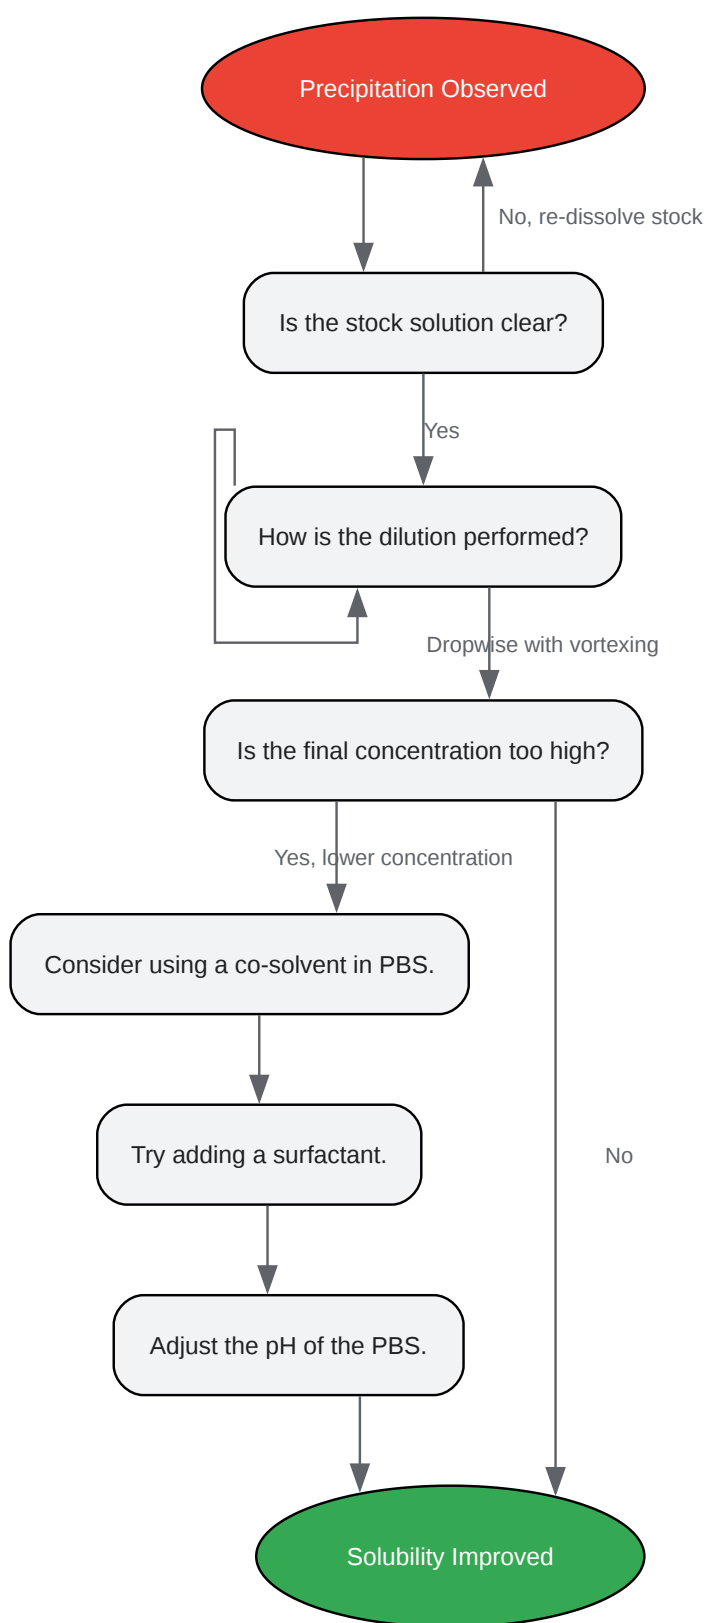 Precipitation Observed
No, re-dissolve stock
Is the stock solution clear?
Yes
How is the dilution performed?
Dropwise with vortexing
Is the final concentration too high?
Yes, lower concentration
Consider using a co-solvent in PBS.
Try adding a surfactant.
No
Adjust the pH of the PBS.
Solubility Improved